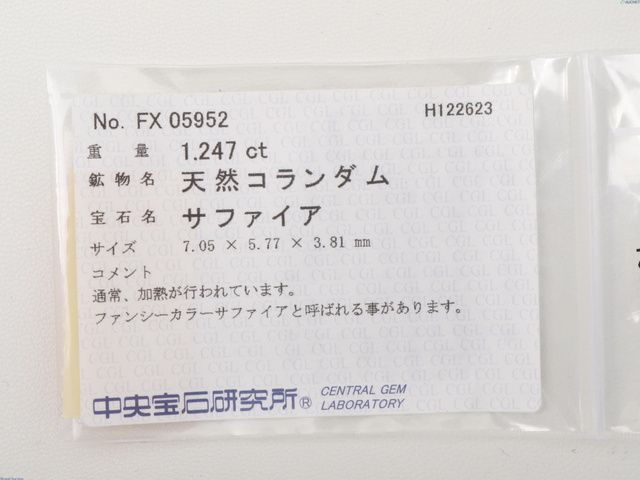 No. FX 05952
H122623
重量 1.247 ct
鉱物名 天然コランダム
宝石名 サファイア
サイズ 7.05 × 5.77 × 3.81 mm
コメント
通常、加熱が行われています。
ファンシーカラーサファイアと呼ばれる事があります。
中央宝石研究所® CENTRAL GEM
LABORATORY